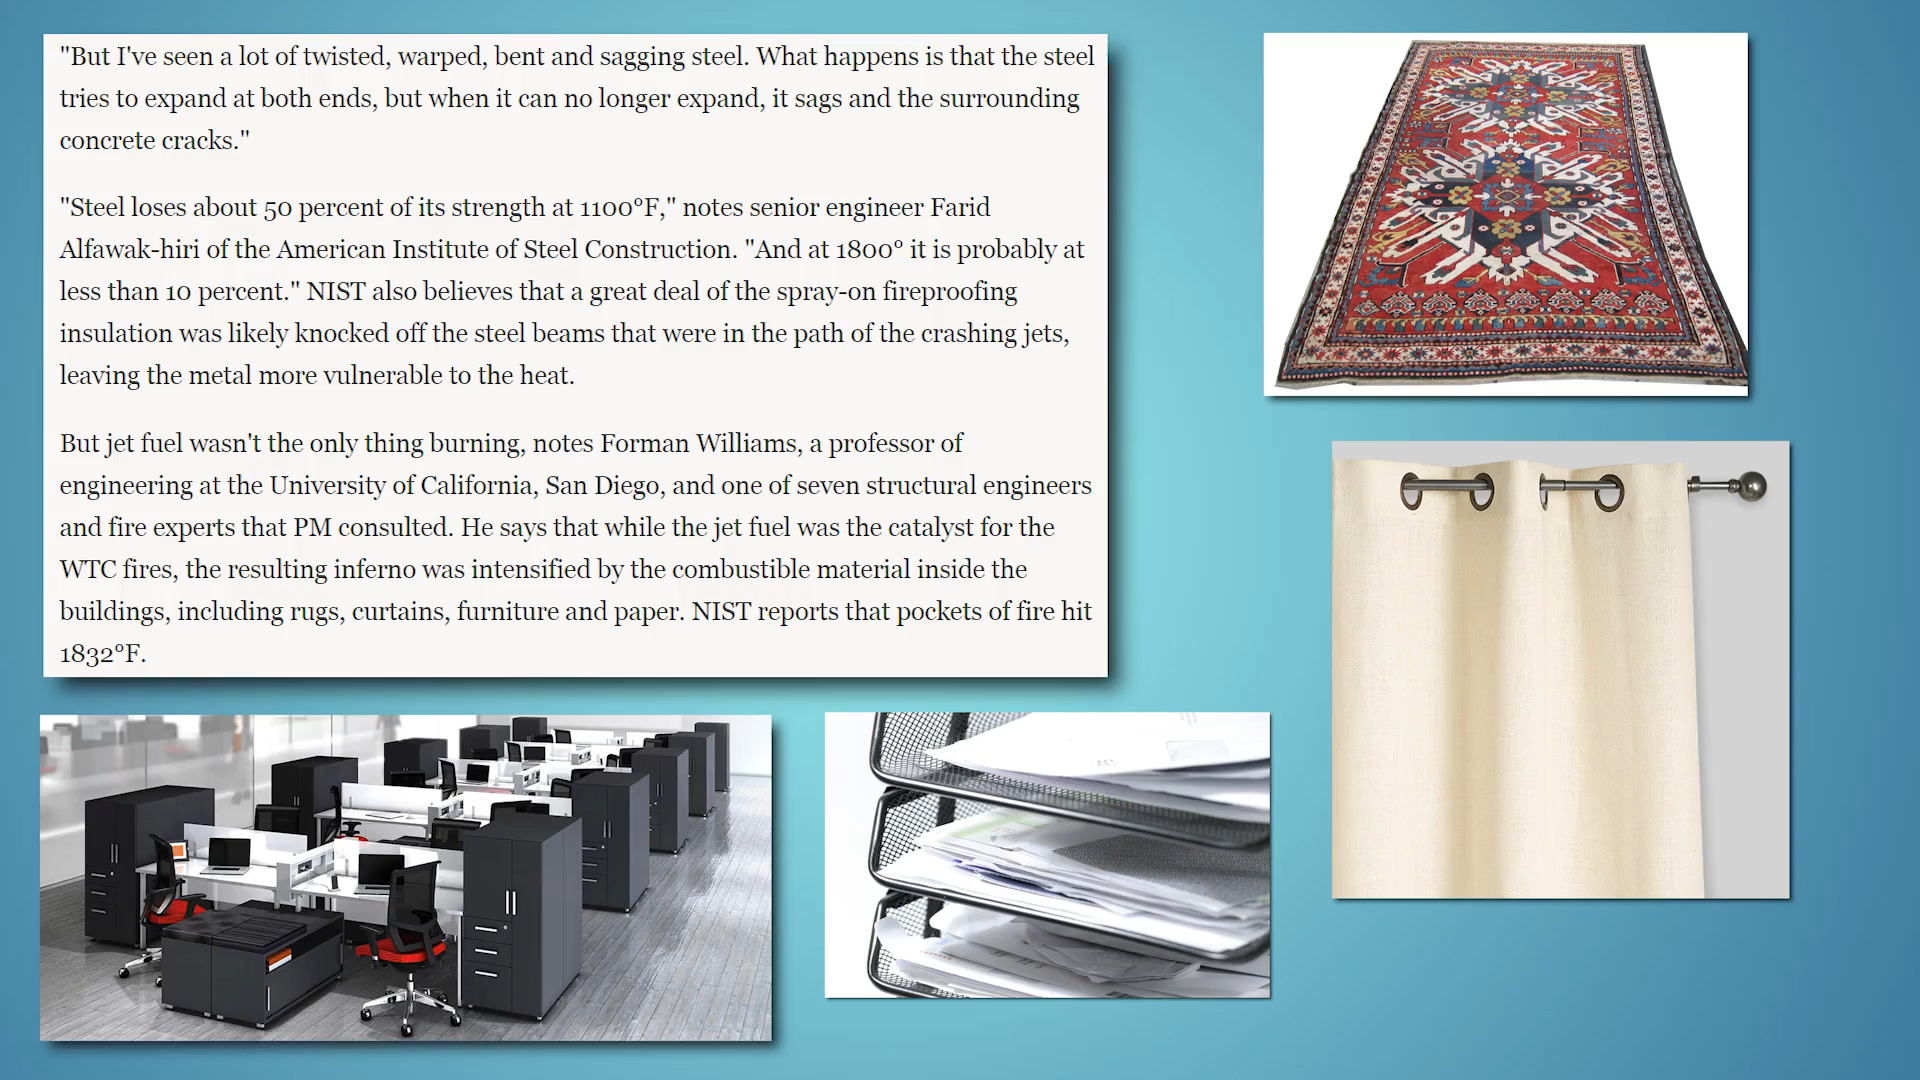 "But I've seen a lot of twisted, warped, bent and sagging steel. What happens is that the steel
tries to expand at both ends, but when it can no longer expand, it sags and the surrounding
concrete cracks."
"Steel loses about 50 percent of its strength at 1100°F," notes senior engineer Farid
Alfawak-hiri of the American Institute of Steel Construction. "And at 1800° it is probably at
less than 10 percent." NIST also believes that a great deal of the spray-on fireproofing
insulation was likely knocked off the steel beams that were in the path of the crashing jets,
leaving the metal more vulnerable to the heat.
But jet fuel wasn't the only thing burning, notes Forman Williams, a professor of
engineering at the University of California, San Diego, and one of seven structural engineers
and fire experts that PM consulted. He says that while the jet fuel was the catalyst for the
WTC fires, the resulting inferno was intensified by the combustible material inside the
buildings, including rugs, curtains, furniture and paper. NIST reports that pockets of fire hit
1832°F.